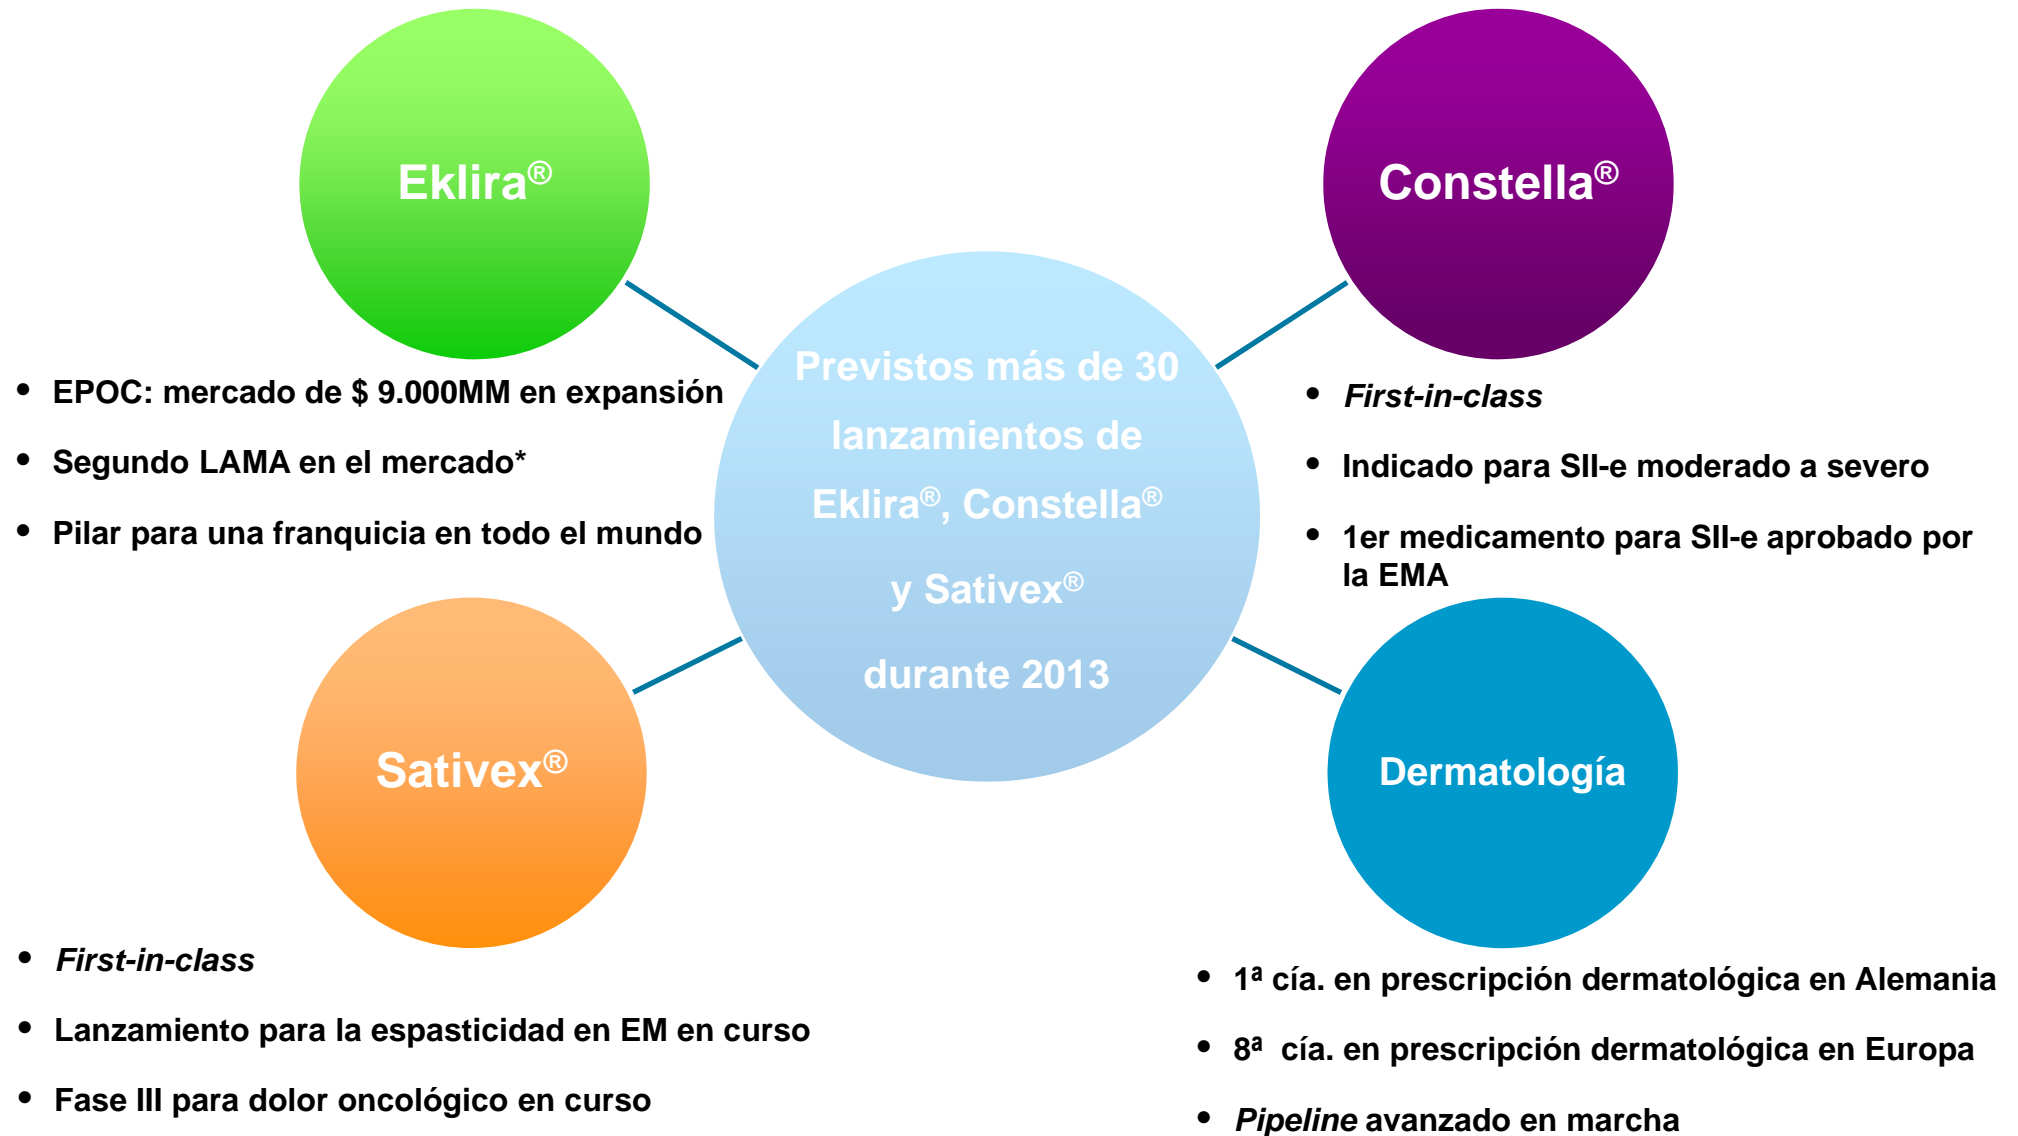 Eklira®
• EPOC: mercado de $ 9.000MM en expansión
• Segundo LAMA en el mercado*
• Pilar para una franquicia en todo el mundo
Constella®
• First-in-class
• Indicado para SII-e moderado a severo
• 1er medicamento para SII-e aprobado por
la EMA
Previstos más de 30
lanzamientos de
Eklira®, Constella®
y Sativex®
durante 2013
Sativex®
• First-in-class
• Lanzamiento para la espasticidad en EM en curso
• Fase III para dolor oncológico en curso
Dermatología
• 1ª cía. en prescripción dermatológica en Alemania
• 8ª cía. en prescripción dermatológica en Europa
• Pipeline avanzado en marcha